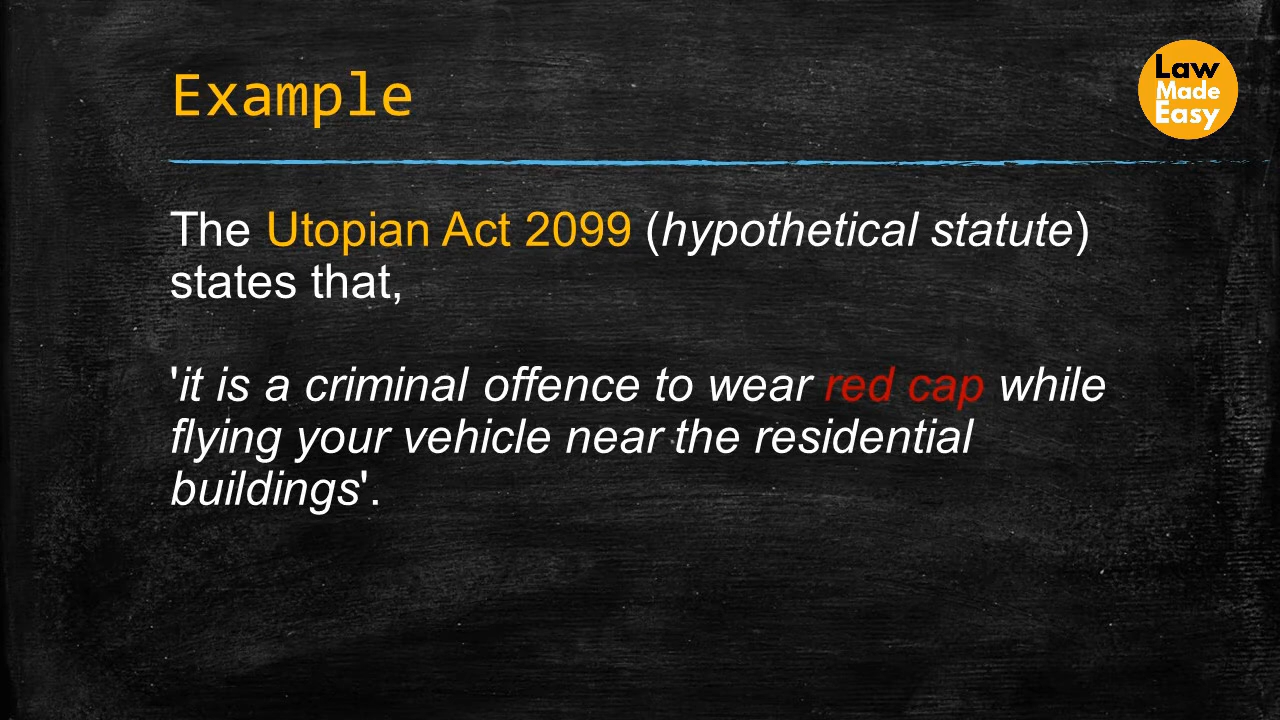 Example
Law
Made
Easy
The Utopian Act 2099 (hypothetical statute)
states that,
'it is a criminal offence to wear red cap while
flying your vehicle near the residential
buildings'.